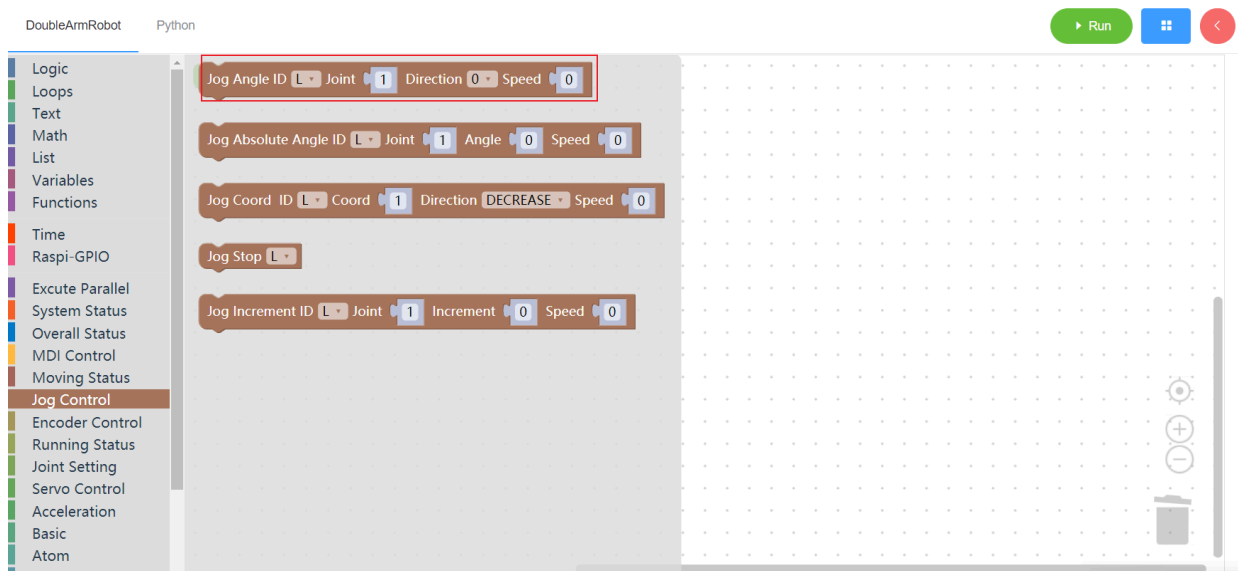 DoubleArmRobot Python Run
Logic
Loops
Text
Math
List
Variables
Functions
Time
Raspi-GPIO
Excute Parallel
System Status
Overall Status
MDI Control
Moving Status
Jog Control
Encoder Control
Running Status
Joint Setting
Servo Control
Acceleration
Basic
Atom
Jog Angle ID L Joint 1 Direction 0 Speed 0
Jog Absolute Angle ID L Joint 1 Angle 0 Speed 0
Jog Coord ID L Coord 1 Direction DECREASE Speed 0
Jog Stop L
Jog Increment ID L Joint 1 Increment 0 Speed 0